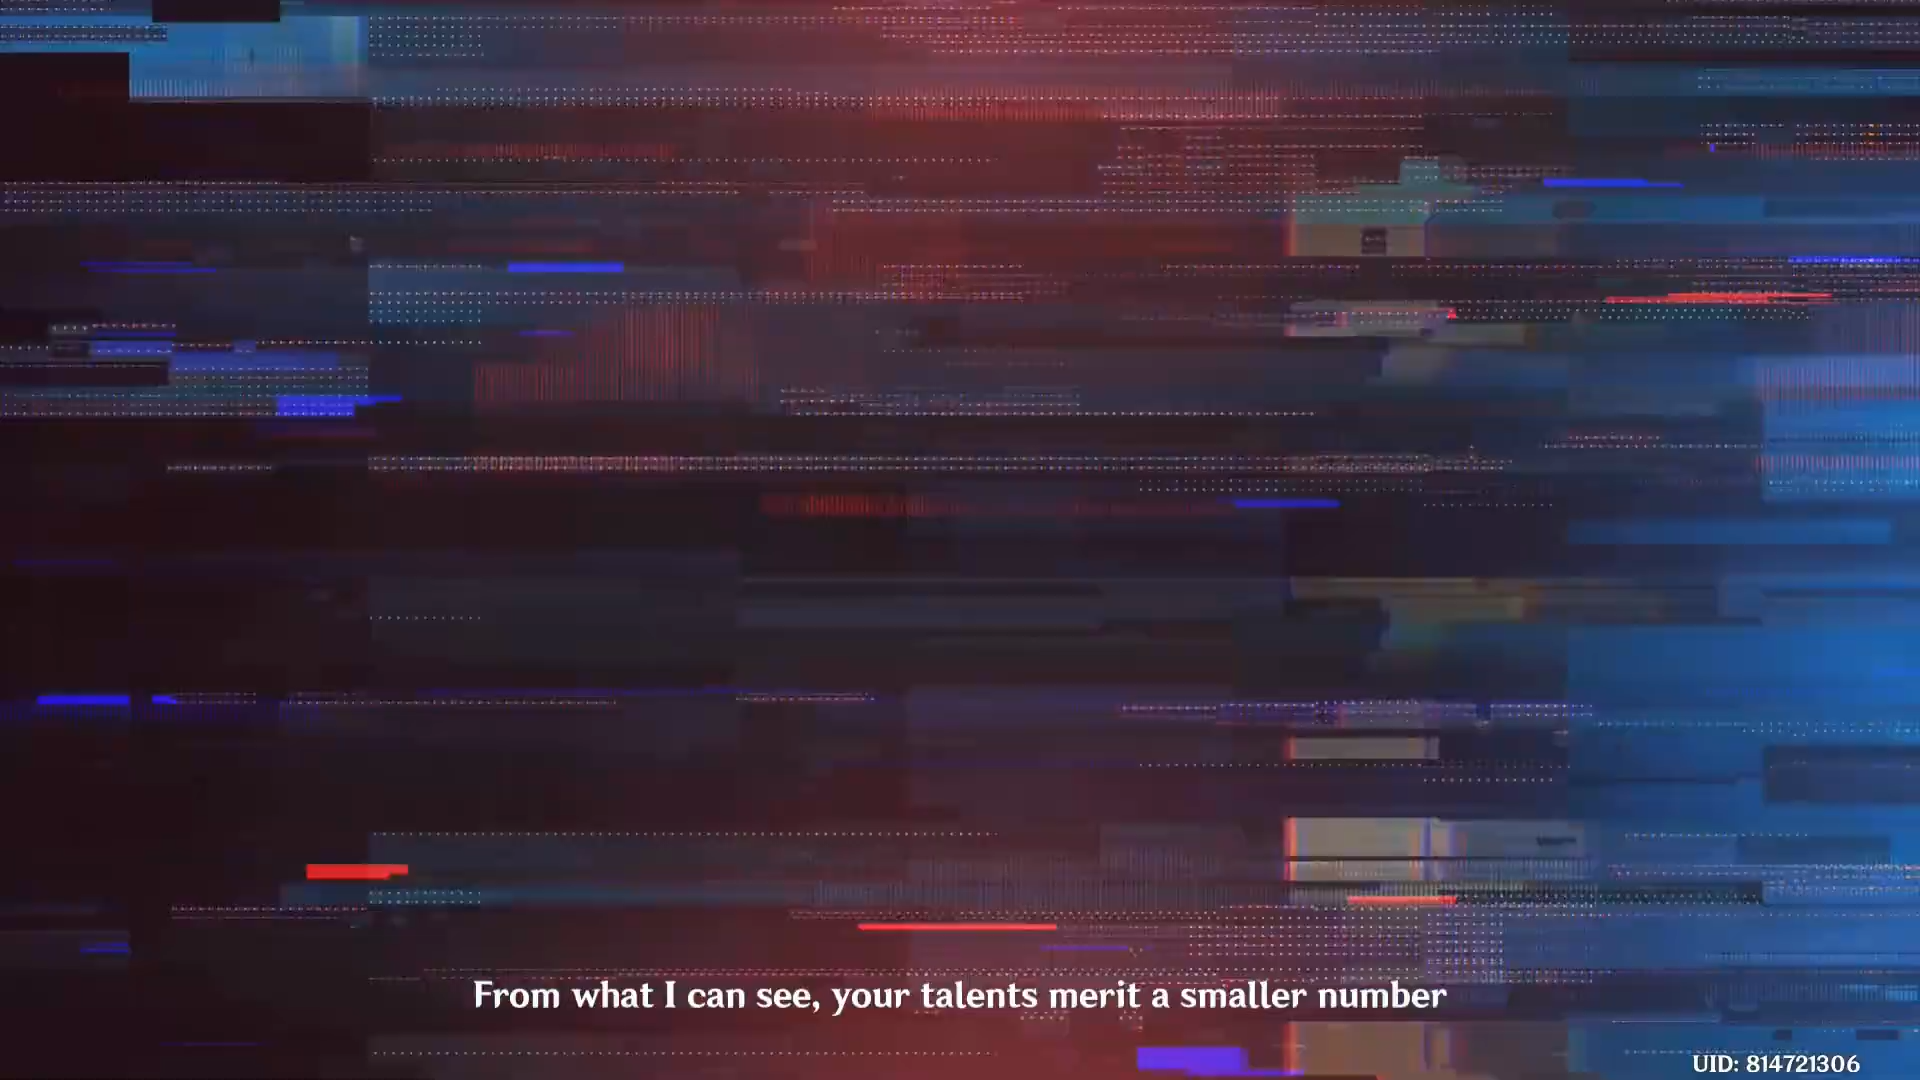 From what I can see, your talents merit a smaller number
UID: 814721306